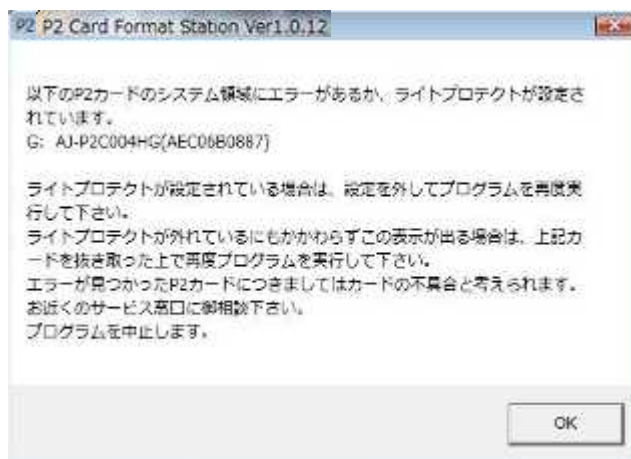 P2 P2 Card Format Station Ver1.0.12
以下のP2カードのシステム領域にエラーがあるか、ライトプロテクトが設定さ
れています。
G: AJ-P2C004HG(AEC06B0887)
ライトプロテクトが設定されている場合は、設定を外してプログラムを再度実
行して下さい。
ライトプロテクトが外れているにもかかわらずこの表示が出る場合は、上記カ
ードを抜き取った上で再度プログラムを実行して下さい。
エラーが見つかったP2カードにつきましてはカードの不具合と考えられます。
お近くのサービス窓口に御相談下さい。
プログラムを中止します。
OK